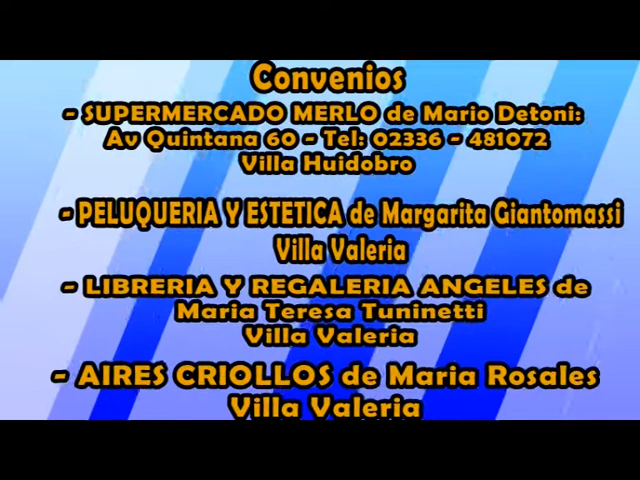 Convenios
- SUPERMERCADO MERLO de Mario Detoni:
Av Quintana 60 - Tel: 02336 - 481072
Villa Huidobro
- PELUQUERIA Y ESTETICA de Margarita Giantomassi
Villa Valeria
- LIBRERIA Y REGALERIA ANGELES de
Maria Teresa Tuninetti
Villa Valeria
- AIRES CRIOLLOS de Maria Rosales
Villa Valeria